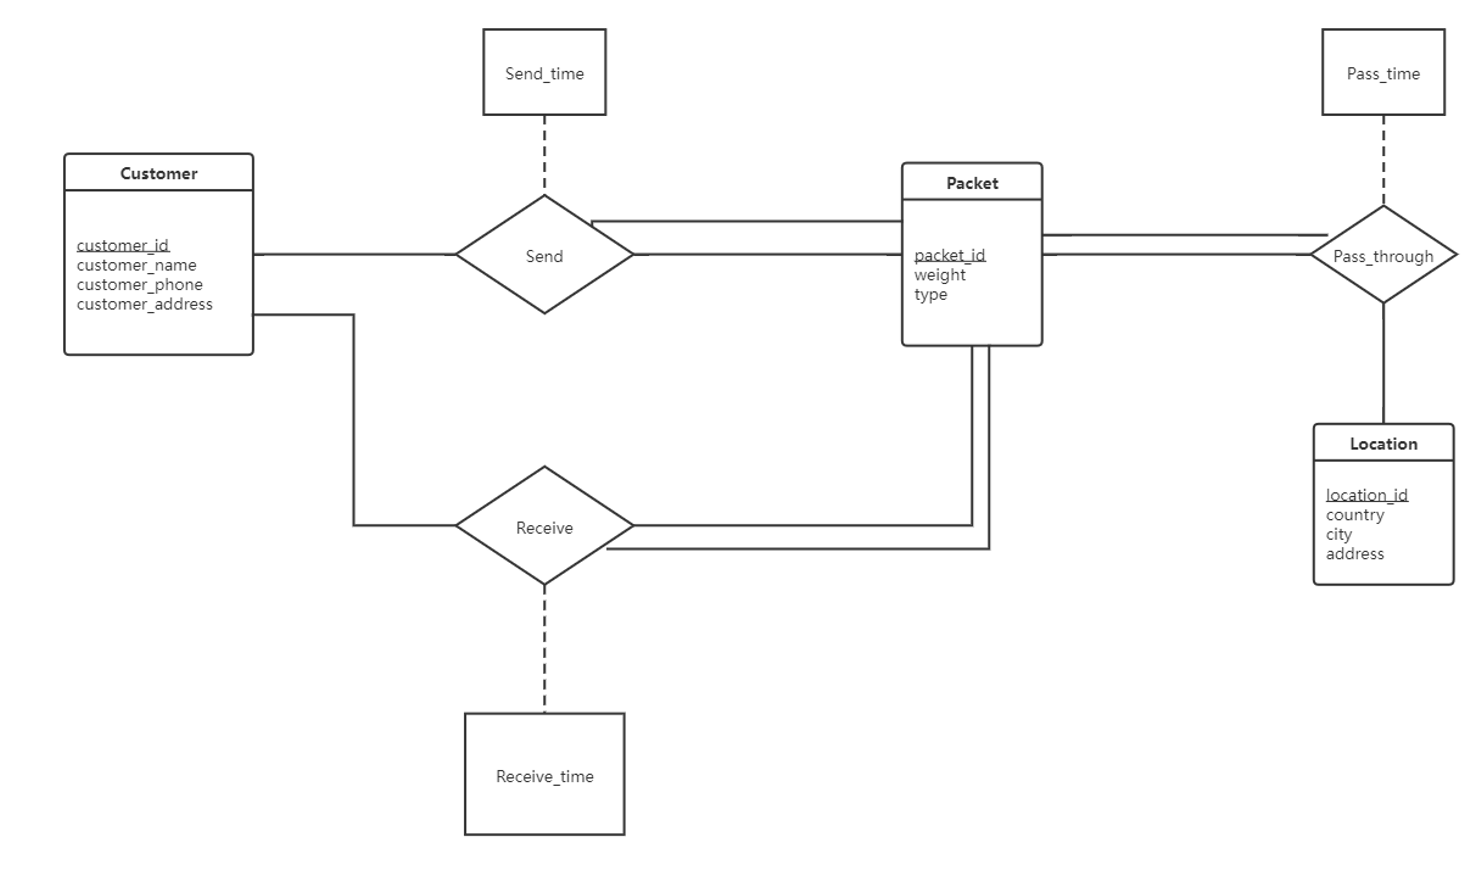 Send_time
Pass_time
Customer
customer_id
customer_name
customer_phone
customer_address
Send
Packet
packet_id
weight
type
Pass_through
Receive
Location
location_id
country
city
address
Receive_time